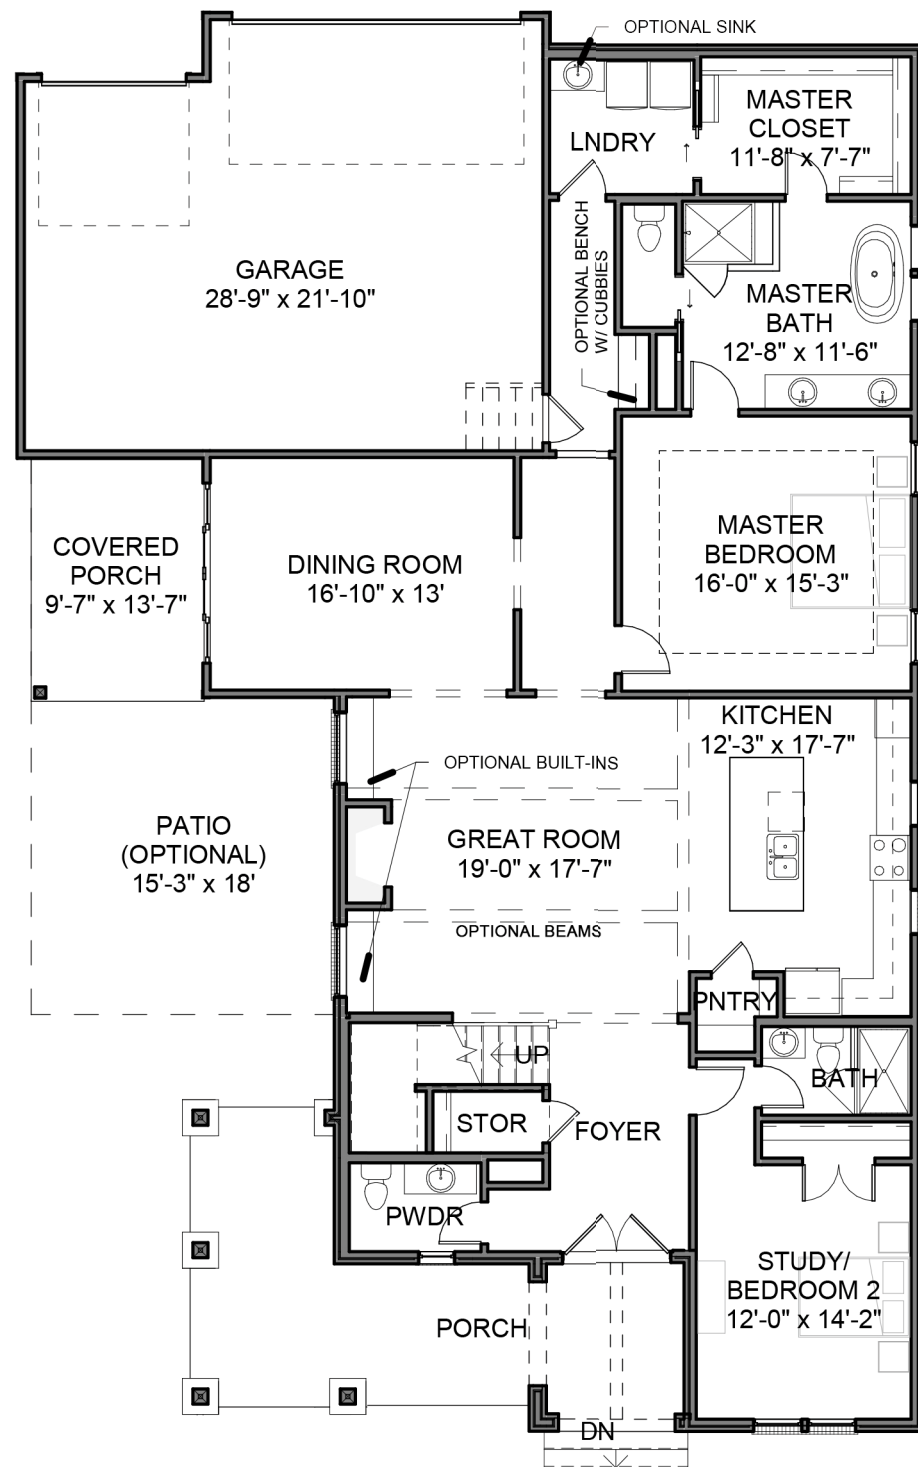 OPTIONAL SINK
MASTER
CLOSET
11'-8" x 7'-7"
LNDRY
OPTIONAL BENCH
W/ CUBBIES
GARAGE
28'-9" x 21'-10"
MASTER
BATH
12'-8" x 11'-6"
COVERED
PORCH
9'-7" x 13'-7"
DINING ROOM
16'-10" x 13'
MASTER
BEDROOM
16'-0" x 15'-3"
KITCHEN
12'-3" x 17'-7"
OPTIONAL BUILT-INS
PATIO
(OPTIONAL)
15'-3" x 18'
GREAT ROOM
19'-0" x 17'-7"
OPTIONAL BEAMS
PNTRY
UP
BATH
STOR
FOYER
PWDR
STUDY/
BEDROOM 2
12'-0" x 14'-2"
PORCH
DN